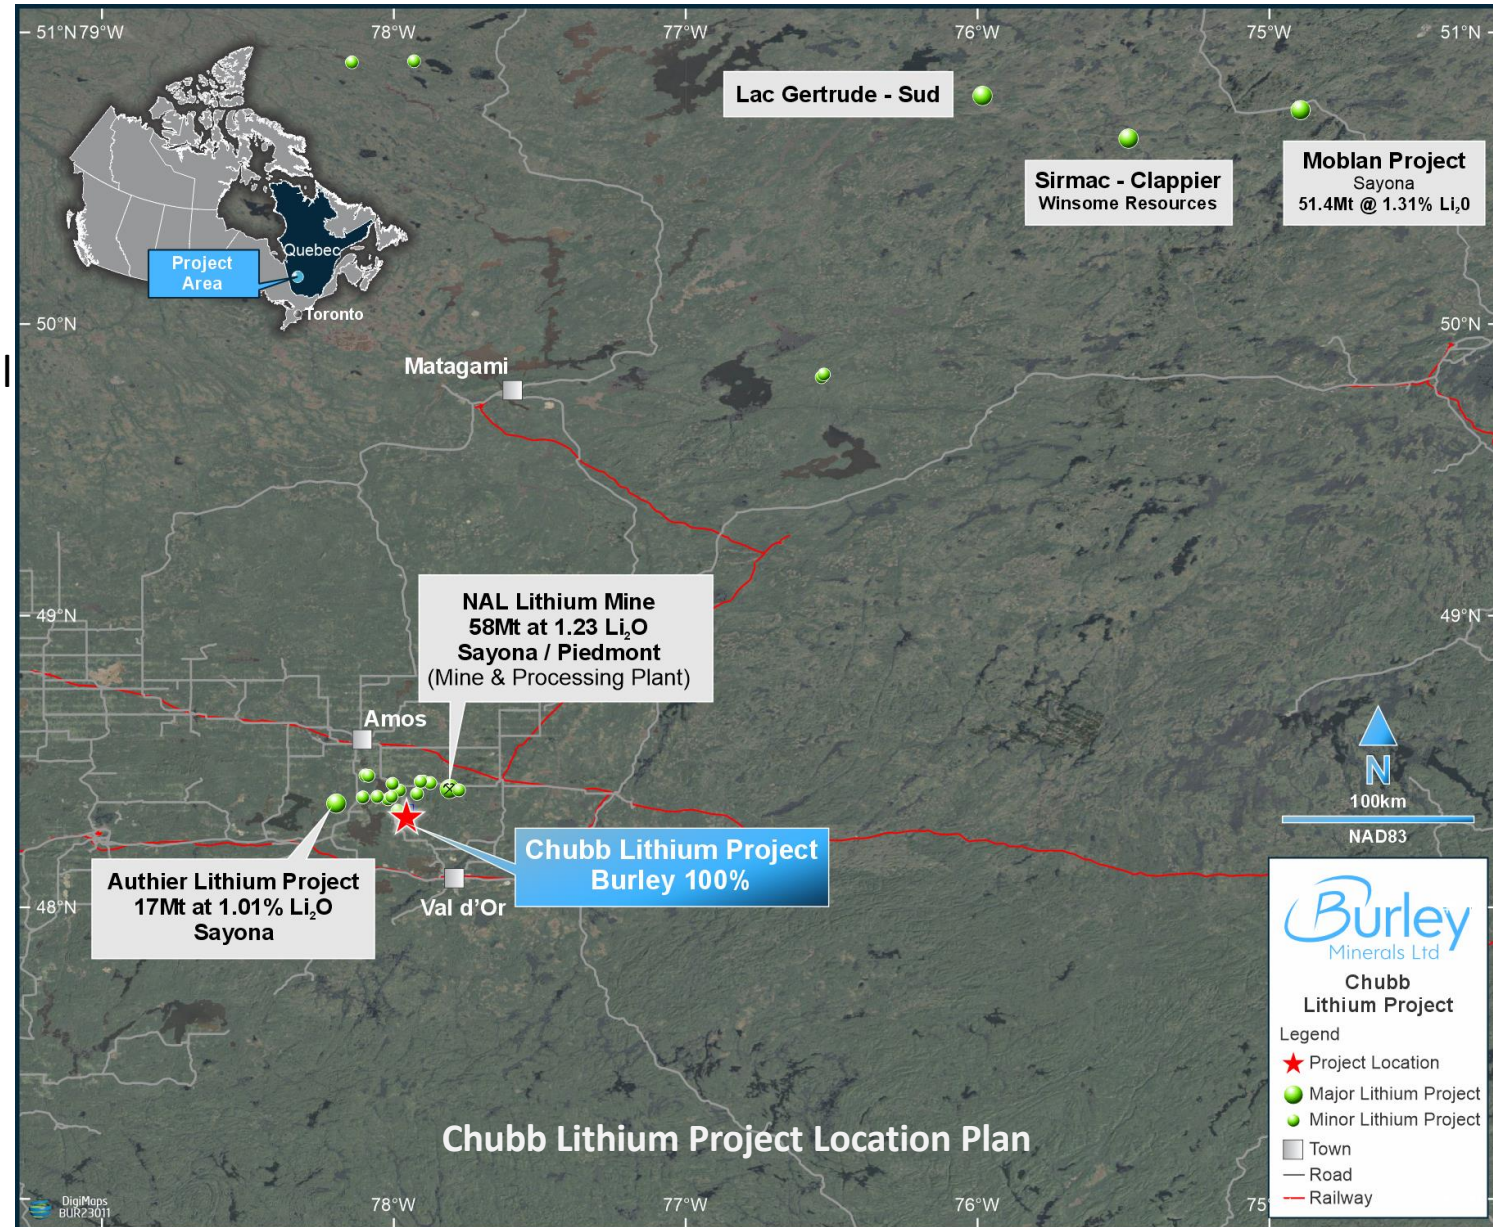 51°N 79°W 78°W 77°W 76°W 75°W 51°N
Lac Gertrude - Sud
Sirmac - Clappier
Winsome Resources
Moblan Project
Sayona
51.4Mt @ 1.31% Li₂0
Quebec
Project
Area
Toronto
50°N 50°N
l
Matagami
NAL Lithium Mine
58Mt at 1.23 Li₂O
Sayona / Piedmont
(Mine & Processing Plant)
49°N 49°N
Amos
N
100km
NAD83
Chubb Lithium Project
Burley 100%
Authier Lithium Project
17Mt at 1.01% Li₂O
Sayona
Val d'Or
48°N
Burley
Minerals Ltd
Chubb
Lithium Project
Legend
Project Location
Major Lithium Project
Minor Lithium Project
Town
Road
Railway
Chubb Lithium Project Location Plan
DigiMaps
BUR23011
78°W 77°W 76°W 75°